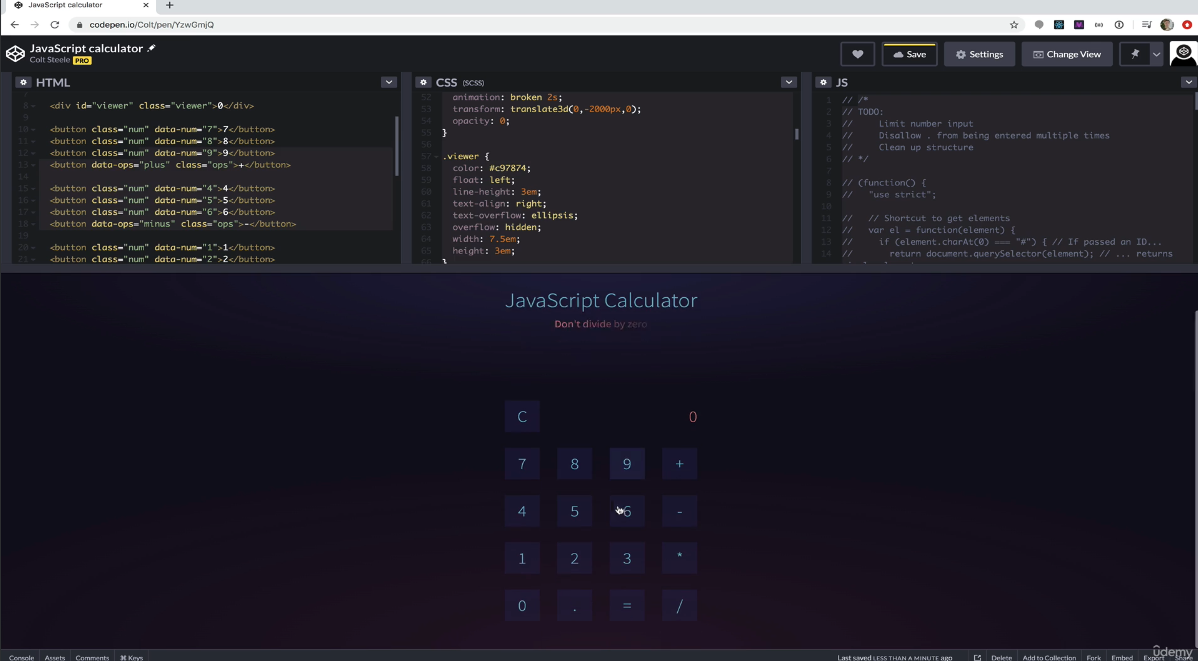 JavaScript calculator
codepen.io/Colt/pen/YzwGmjQ
JavaScript calculator
Colt Steele PRO
Save
Settings
Change View
HTML
8 <div id="viewer" class="viewer">0</div>
9
10 <button class="num" data-num="7">7</button>
11 <button class="num" data-num="8">8</button>
12 <button class="num" data-num="9">9</button>
13 <button data-ops="plus" class="ops">+</button>
14
15 <button class="num" data-num="4">4</button>
16 <button class="num" data-num="5">5</button>
17 <button class="num" data-num="6">6</button>
18 <button data-ops="minus" class="ops">-</button>
19
20 <button class="num" data-num="1">1</button>
21 <button class="num" data-num="2">2</button>
CSS (SCSS)
52 animation: broken 2s;
53 transform: translate3d(0,-2000px,0);
54 opacity: 0;
55 }
56
57 .viewer {
58 color: #c97874;
59 float: left;
60 line-height: 3em;
61 text-align: right;
62 text-overflow: ellipsis;
63 overflow: hidden;
64 width: 7.5em;
65 height: 3em;
66 }
JS
1 // /*
2 // TODO:
3 // Limit number input
4 // Disallow . from being entered multiple times
5 // Clean up structure
6 // */
7
8 // (function() {
9 // "use strict";
10
11 // // Shortcut to get elements
12 // var el = function(element) {
13 // if (element.charAt(0) === "#") { // If passed an ID...
14 // return document.querySelector(element); // ... returns
JavaScript Calculator
Don't divide by zero
C 0
7 8 9 +
4 5 6 -
1 2 3 *
0 . = /
Console Assets Comments ⌘ Keys
Last saved LESS THAN A MINUTE ago Delete Add to Collection Fork Embed Export Share
ûdemy